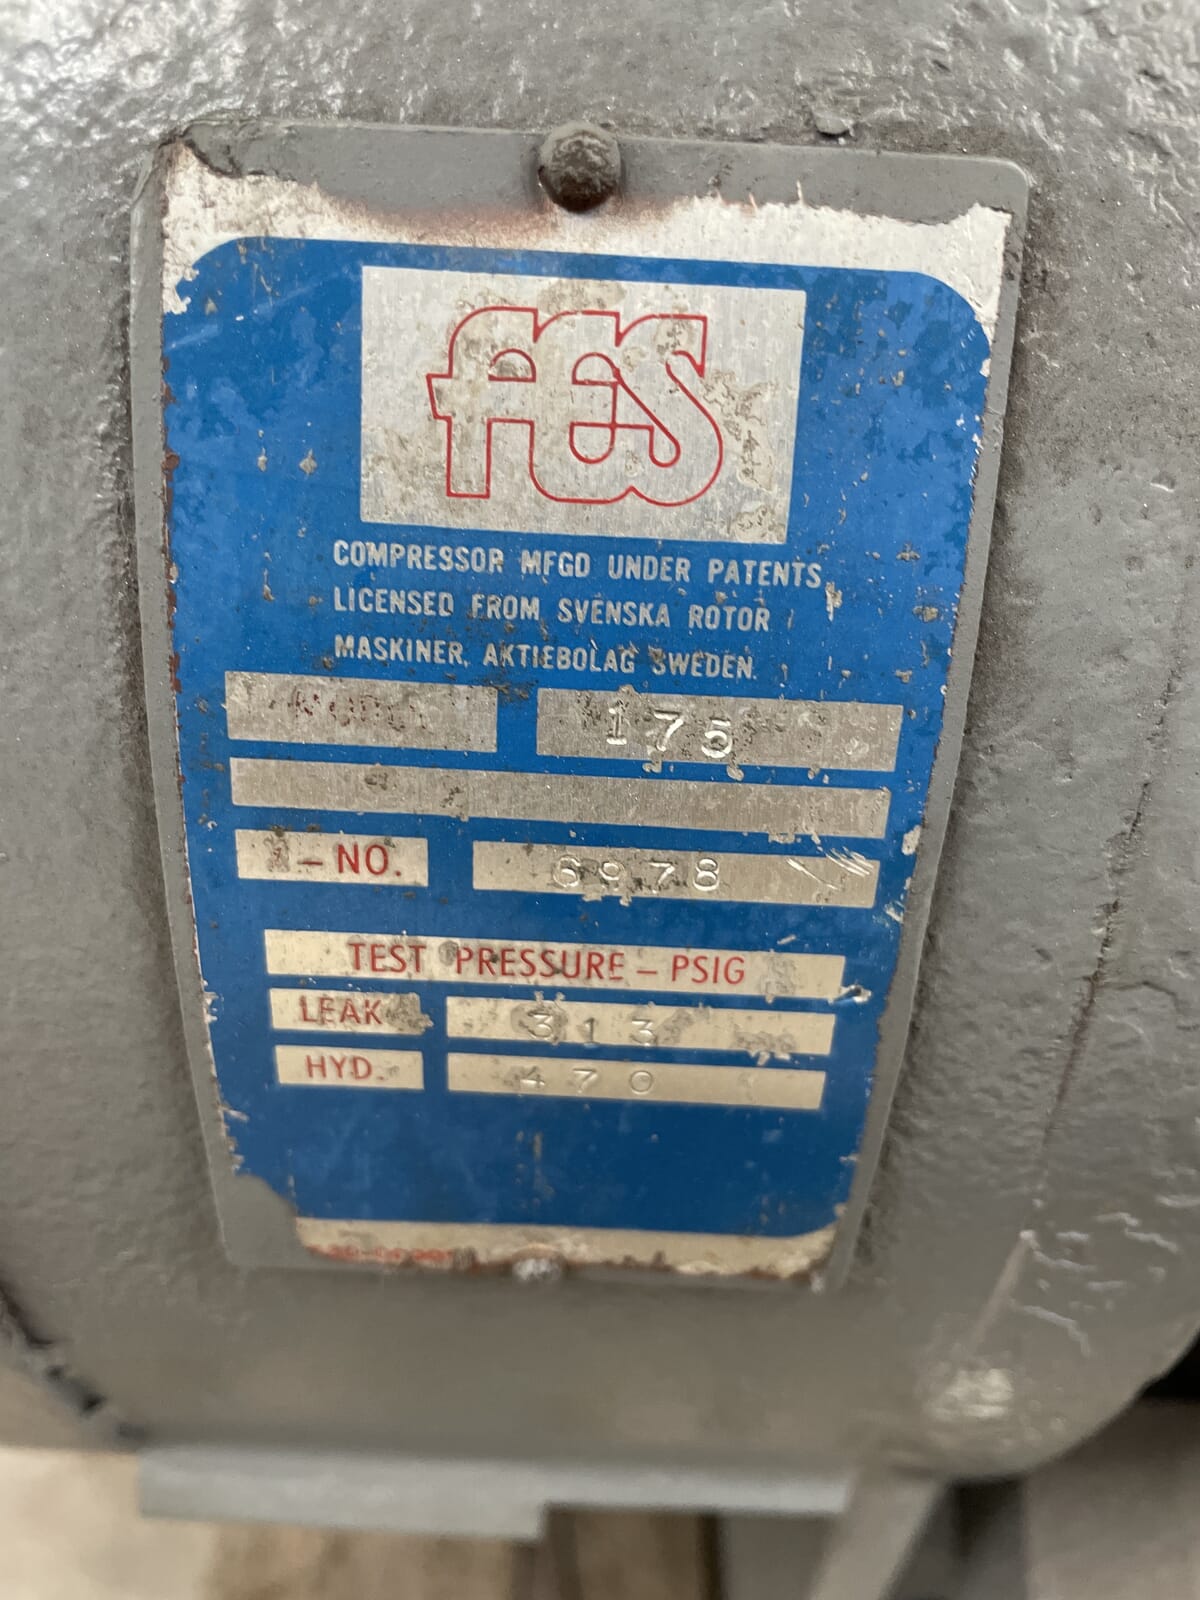 FES
COMPRESSOR MFGD UNDER PATENTS
LICENSED FROM SVENSKA ROTOR
MASKINER, AKTIEBOLAG SWEDEN.
MODEL 175
- NO. 6978
TEST PRESSURE - PSIG
LEAK 313
HYD. 470